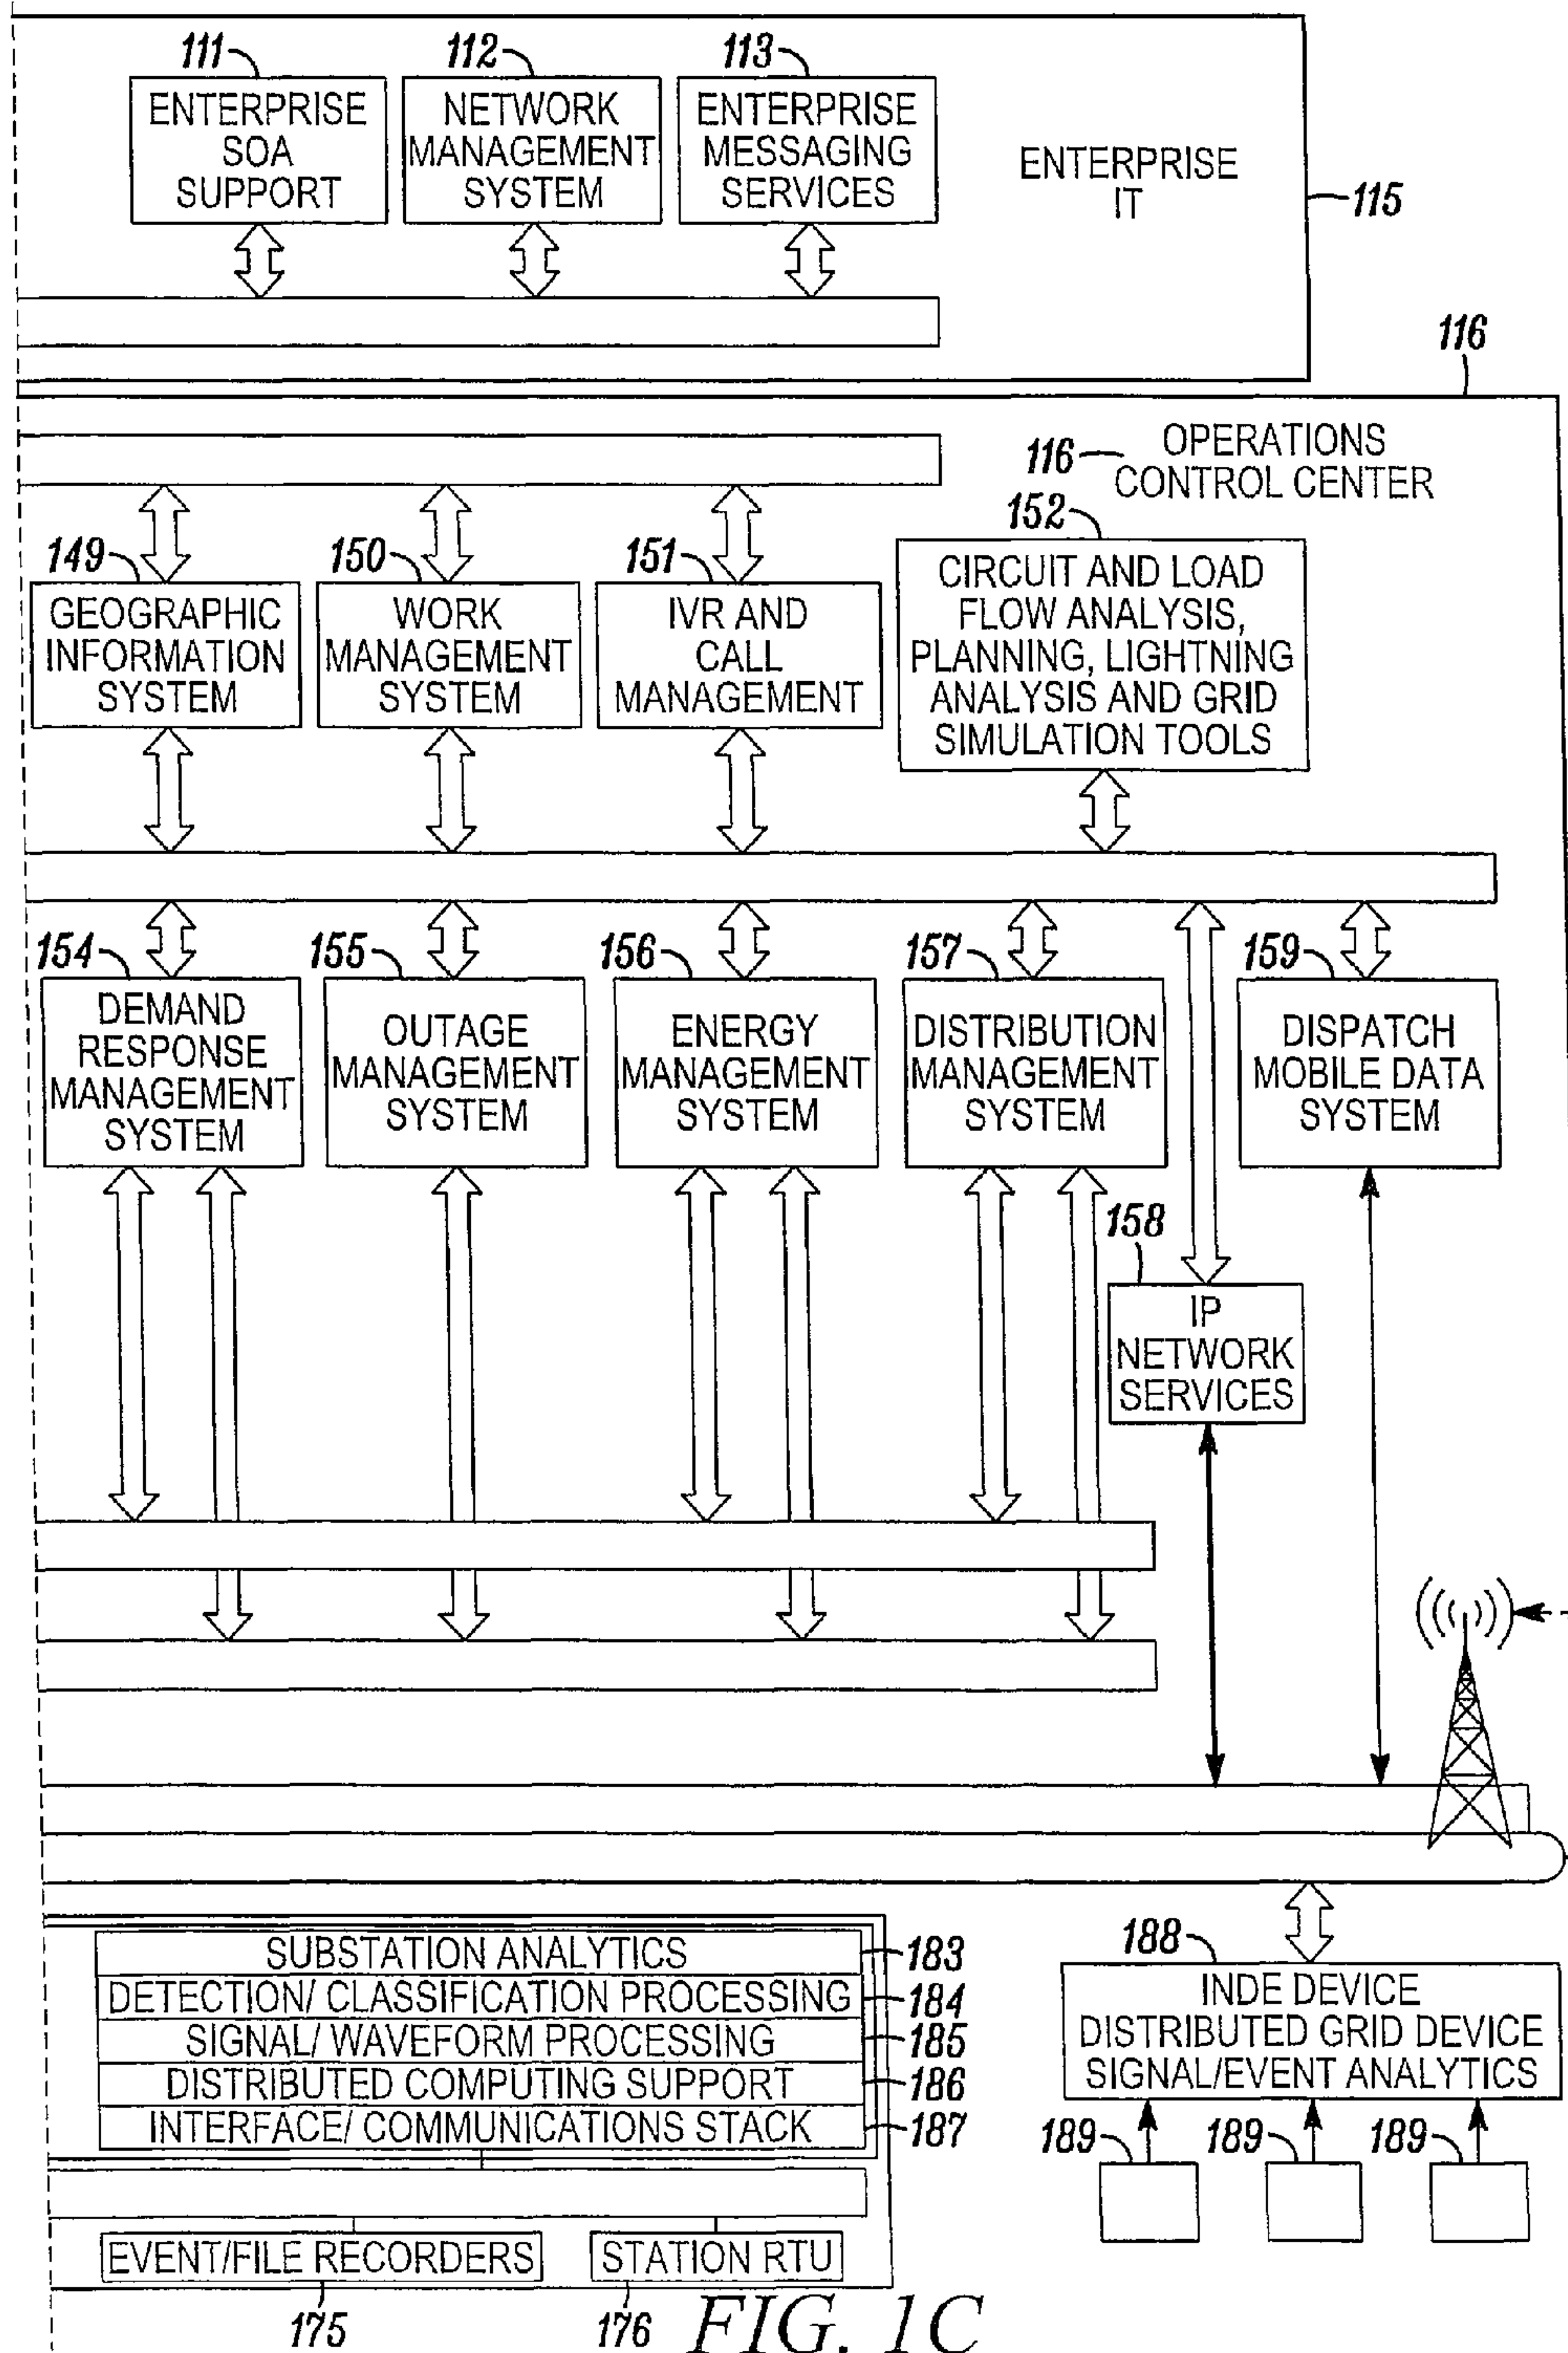 111
112
113
ENTERPRISE
SOA
SUPPORT
NETWORK
MANAGEMENT
SYSTEM
ENTERPRISE
MESSAGING
SERVICES
ENTERPRISE
IT
115
116
116
OPERATIONS
CONTROL CENTER
149
150
151
152
GEOGRAPHIC
INFORMATION
SYSTEM
WORK
MANAGEMENT
SYSTEM
IVR AND
CALL
MANAGEMENT
CIRCUIT AND LOAD
FLOW ANALYSIS,
PLANNING, LIGHTNING
ANALYSIS AND GRID
SIMULATION TOOLS
154
155
156
157
159
DEMAND
RESPONSE
MANAGEMENT
SYSTEM
OUTAGE
MANAGEMENT
SYSTEM
ENERGY
MANAGEMENT
SYSTEM
DISTRIBUTION
MANAGEMENT
SYSTEM
DISPATCH
MOBILE DATA
SYSTEM
158
IP
NETWORK
SERVICES
SUBSTATION ANALYTICS
183
DETECTION/ CLASSIFICATION PROCESSING
184
SIGNAL/ WAVEFORM PROCESSING
185
DISTRIBUTED COMPUTING SUPPORT
186
INTERFACE/ COMMUNICATIONS STACK
187
188
INDE DEVICE
DISTRIBUTED GRID DEVICE
SIGNAL/EVENT ANALYTICS
189
189
189
EVENT/FILE RECORDERS
STATION RTU
175
176
FIG. 1C